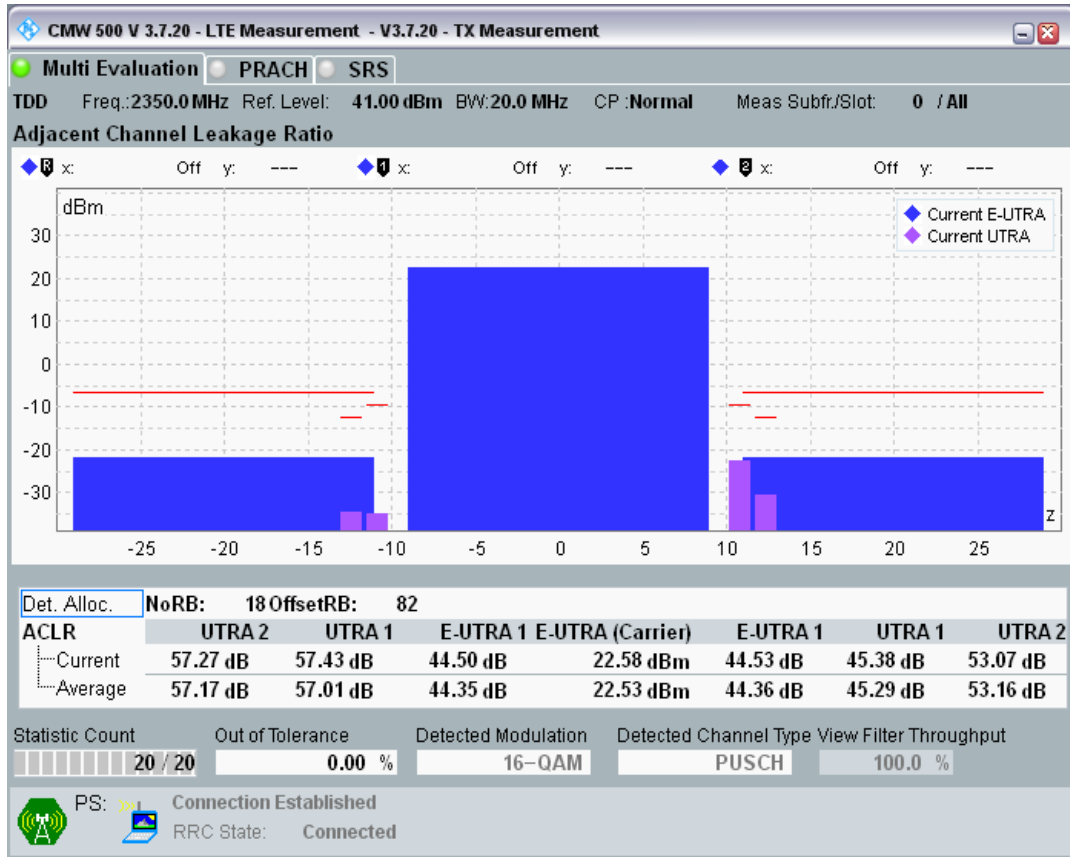 CMW 500 V 3.7.20 - LTE Measurement - V3.7.20 - TX Measurement
Multi Evaluation PRACH SRS
TDD Freq.:2350.0 MHz Ref. Level: 41.00 dBm BW:20.0 MHz CP :Normal Meas Subfr./Slot: 0 / All
Adjacent Channel Leakage Ratio
R x: Off y: --- 1 x: Off y: --- 2 x: Off y: ---
dBm
Current E-UTRA
Current UTRA
30
20
10
0
-10
-20
-30
z
-25 -20 -15 -10 -5 0 5 10 15 20 25
Det. Alloc. NoRB: 18 OffsetRB: 82
ACLR UTRA 2 UTRA 1 E-UTRA 1 E-UTRA (Carrier) E-UTRA 1 UTRA 1 UTRA 2
Current 57.27 dB 57.43 dB 44.50 dB 22.58 dBm 44.53 dB 45.38 dB 53.07 dB
Average 57.17 dB 57.01 dB 44.35 dB 22.53 dBm 44.36 dB 45.29 dB 53.16 dB
Statistic Count Out of Tolerance Detected Modulation Detected Channel Type View Filter Throughput
20 / 20 0.00 % 16-QAM PUSCH 100.0 %
PS: Connection Established
RRC State: Connected